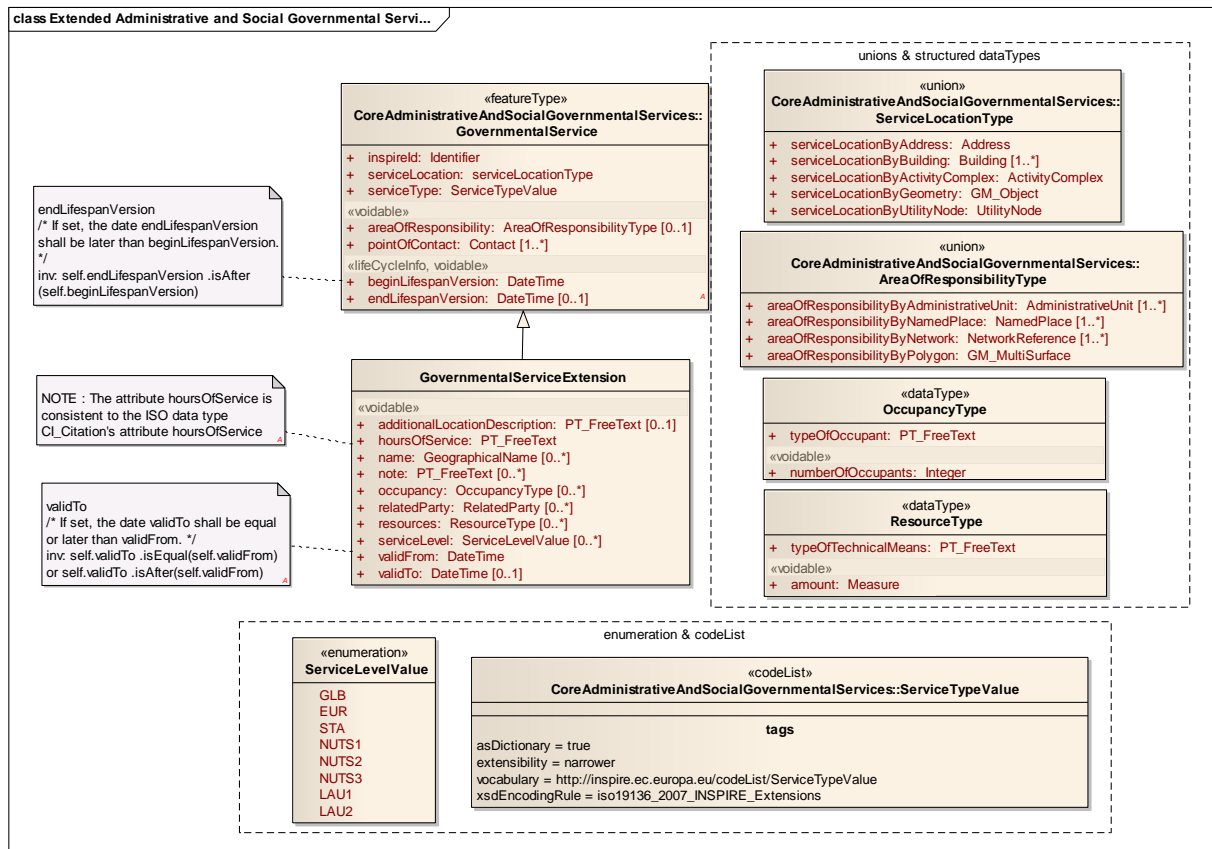 class Extended Administrative and Social Governmental Servi...
«featureType»
CoreAdministrativeAndSocialGovernmentalServices::
GovernmentalService
+ inspireId: Identifier
+ serviceLocation: serviceLocationType
+ serviceType: ServiceTypeValue
«voidable»
+ areaOfResponsibility: AreaOfResponsibilityType [0..1]
+ pointOfContact: Contact [1..*]
«lifeCycleInfo, voidable»
+ beginLifespanVersion: DateTime
+ endLifespanVersion: DateTime [0..1]
A
endLifespanVersion
/* If set, the date endLifespanVersion
shall be later than beginLifespanVersion.
*/
inv: self.endLifespanVersion .isAfter
(self.beginLifespanVersion)
GovernmentalServiceExtension
«voidable»
+ additionalLocationDescription: PT_FreeText [0..1]
+ hoursOfService: PT_FreeText
+ name: GeographicalName [0..*]
+ note: PT_FreeText [0..*]
+ occupancy: OccupancyType [0..*]
+ relatedParty: RelatedParty [0..*]
+ resources: ResourceType [0..*]
+ serviceLevel: ServiceLevelValue [0..*]
+ validFrom: DateTime
+ validTo: DateTime [0..1]
NOTE : The attribute hoursOfService is
consistent to the ISO data type
CI_Citation's attribute hoursOfService
A
validTo
/* If set, the date validTo shall be equal
or later than validFrom. */
inv: self.validTo .isEqual(self.validFrom)
or self.validTo .isAfter(self.validFrom)
A
unions & structured dataTypes
«union»
CoreAdministrativeAndSocialGovernmentalServices::
ServiceLocationType
+ serviceLocationByAddress: Address
+ serviceLocationByBuilding: Building [1..*]
+ serviceLocationByActivityComplex: ActivityComplex
+ serviceLocationByGeometry: GM_Object
+ serviceLocationByUtilityNode: UtilityNode
«union»
CoreAdministrativeAndSocialGovernmentalServices::
AreaOfResponsibilityType
+ areaOfResponsibilityByAdministrativeUnit: AdministrativeUnit [1..*]
+ areaOfResponsibilityByNamedPlace: NamedPlace [1..*]
+ areaOfResponsibilityByNetwork: NetworkReference [1..*]
+ areaOfResponsibilityByPolygon: GM_MultiSurface
«dataType»
OccupancyType
+ typeOfOccupant: PT_FreeText
«voidable»
+ numberOfOccupants: Integer
«dataType»
ResourceType
+ typeOfTechnicalMeans: PT_FreeText
«voidable»
+ amount: Measure
enumeration & codeList
«enumeration»
ServiceLevelValue
GLB
EUR
STA
NUTS1
NUTS2
NUTS3
LAU1
LAU2
«codeList»
CoreAdministrativeAndSocialGovernmentalServices::ServiceTypeValue
tags
asDictionary = true
extensibility = narrower
vocabulary = http://inspire.ec.europa.eu/codeList/ServiceTypeValue
xsdEncodingRule = iso19136_2007_INSPIRE_Extensions